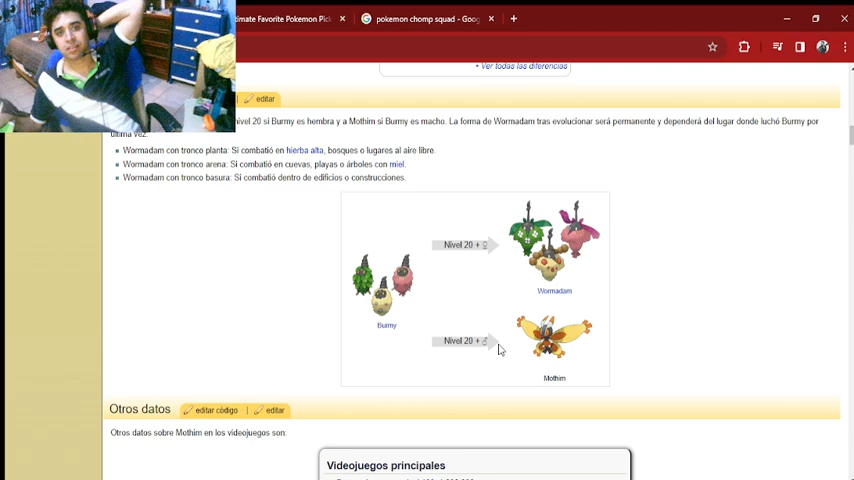 timate Favorite Pokemon Pick
pokemon chomp squad - Goog
• Ver todas las diferencias
editar
nivel 20 si Burmy es hembra y a Mothim si Burmy es macho. La forma de Wormadam tras evolucionar será permanente y dependerá del lugar donde luchó Burmy por
última vez:
Wormadam con tronco planta: Si combatió en hierba alta, bosques o lugares al aire libre.
Wormadam con tronco arena: Si combatió en cuevas, playas o árboles con miel.
Wormadam con tronco basura: Si combatió dentro de edificios o construcciones.
Nivel 20 + ♀
Wormadam
Burmy
Nivel 20 + ♂
Mothim
Otros datos
editar código | editar
Otros datos sobre Mothim en los videojuegos son:
Videojuegos principales